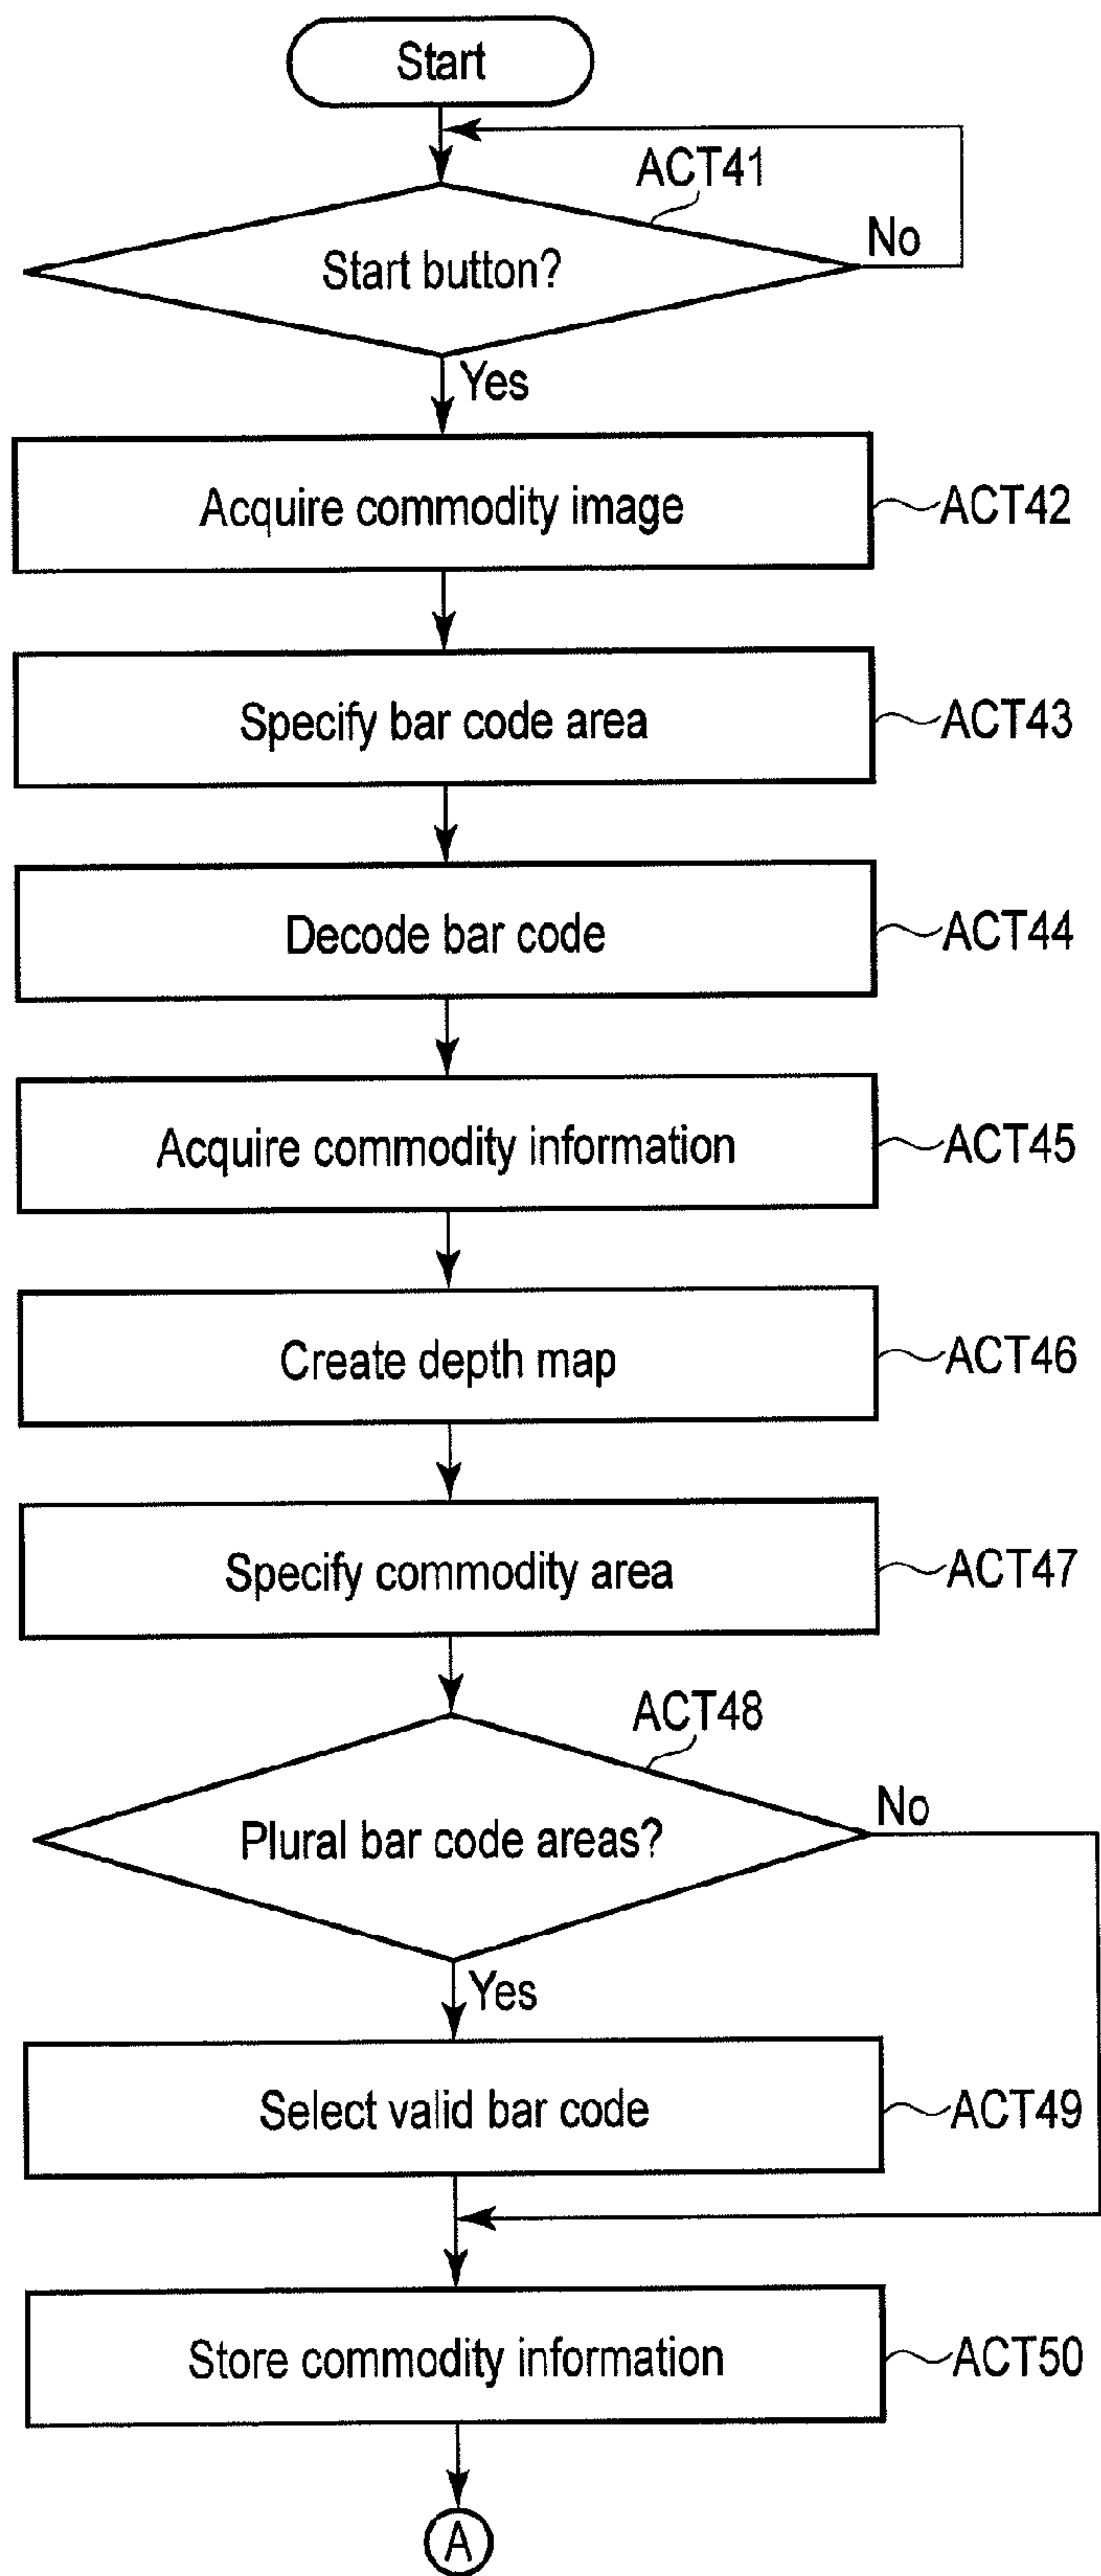 Start
ACT41
No
Start button?
Yes
Acquire commodity image
ACT42
Specify bar code area
ACT43
Decode bar code
ACT44
Acquire commodity information
ACT45
Create depth map
ACT46
Specify commodity area
ACT47
ACT48
No
Plural bar code areas?
Yes
Select valid bar code
ACT49
Store commodity information
ACT50
A